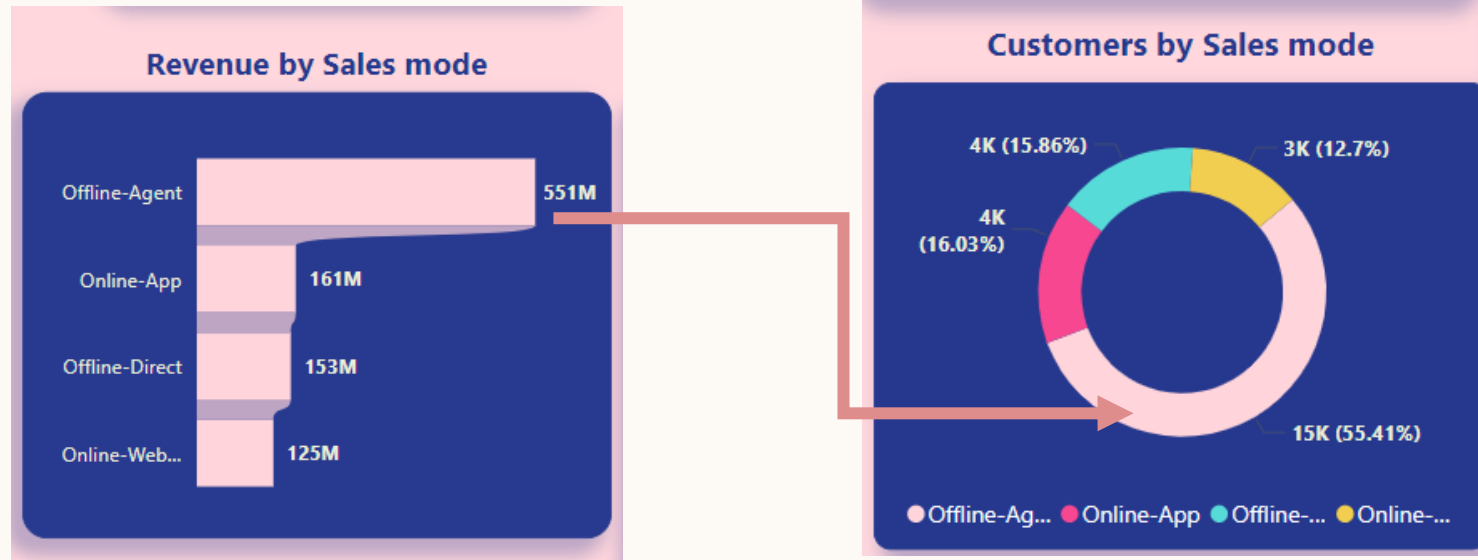 Revenue by Sales mode
Offline-Agent
551M
Online-App
161M
Offline-Direct
153M
Online-Web...
125M
Customers by Sales mode
4K (15.86%)
3K (12.7%)
4K
(16.03%)
15K (55.41%)
Offline-Ag... Online-App Offline-... Online-...